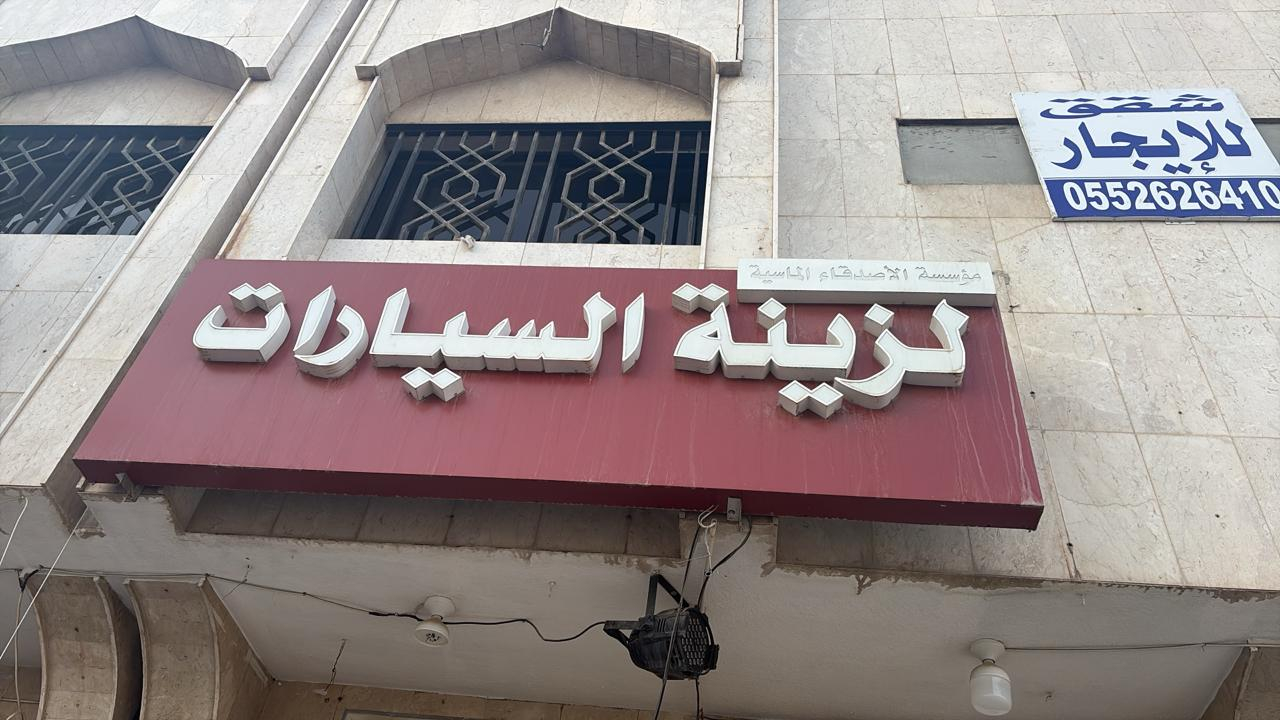 شقق
للإيجار
0552626410
مؤسسة الأصدقاء الماسية
لزينة السيارات